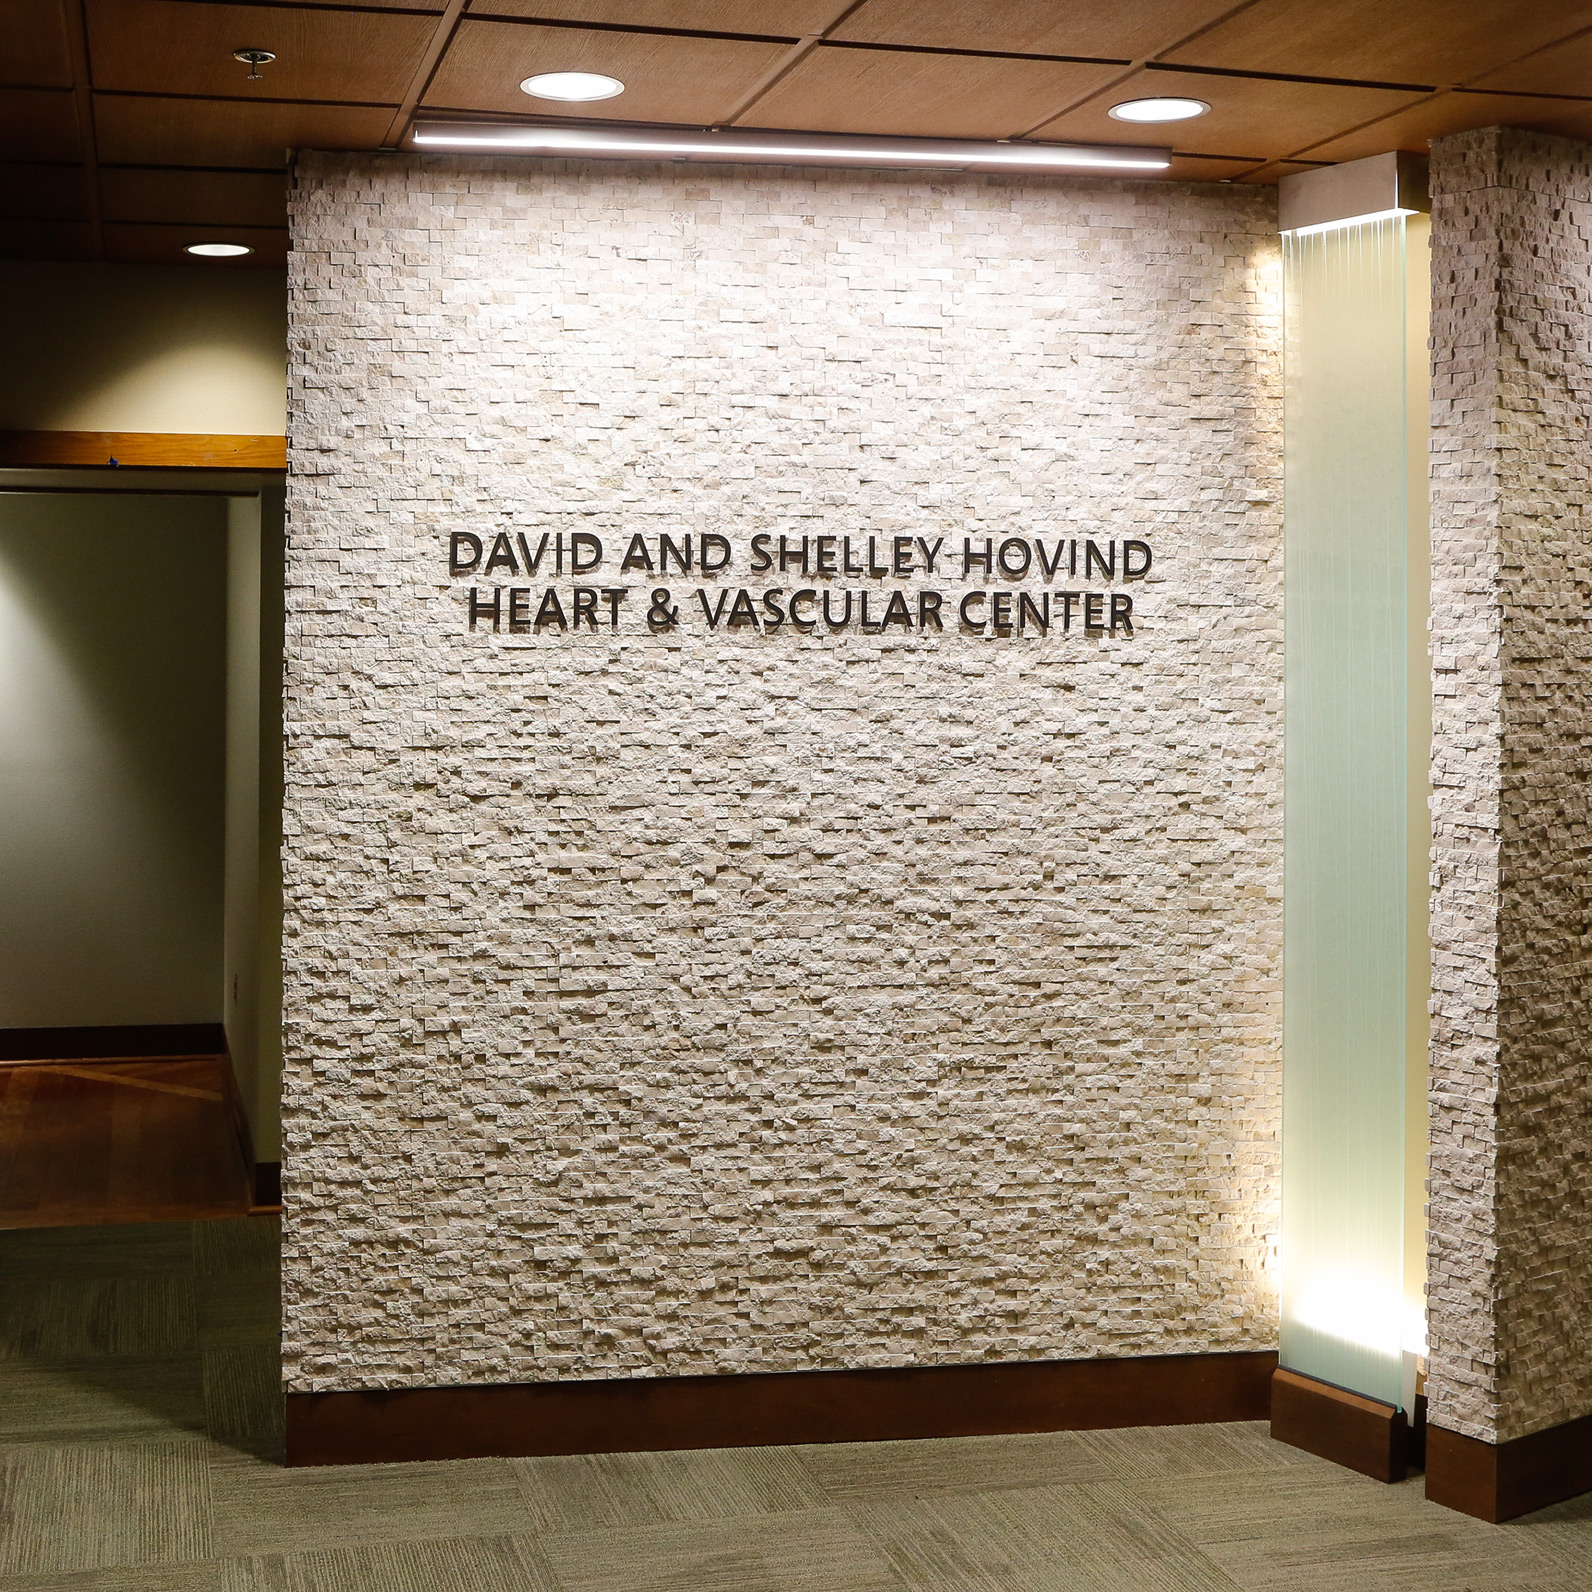 DAVID AND SHELLEY HOVIND
HEART & VASCULAR CENTER